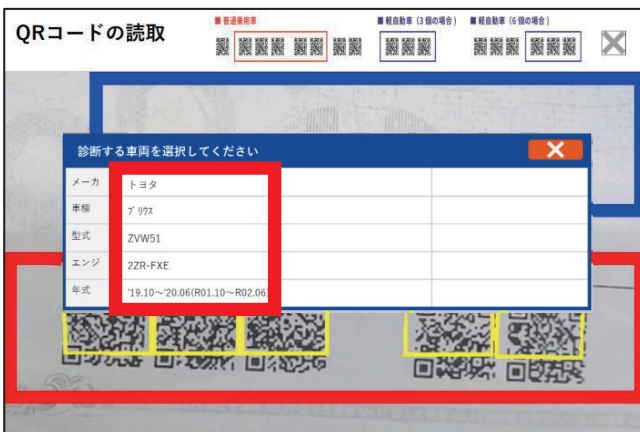 QRコードの読取
■ 普通乗用車
■ 軽自動車（3個の場合）
■ 軽自動車（6個の場合）
診断する車両を選択してください
メーカ トヨタ
車種 プリウス
型式 ZVW51
エンジ 2ZR-FXE
年式 '19.10～'20.06(R01.10～R02.06)